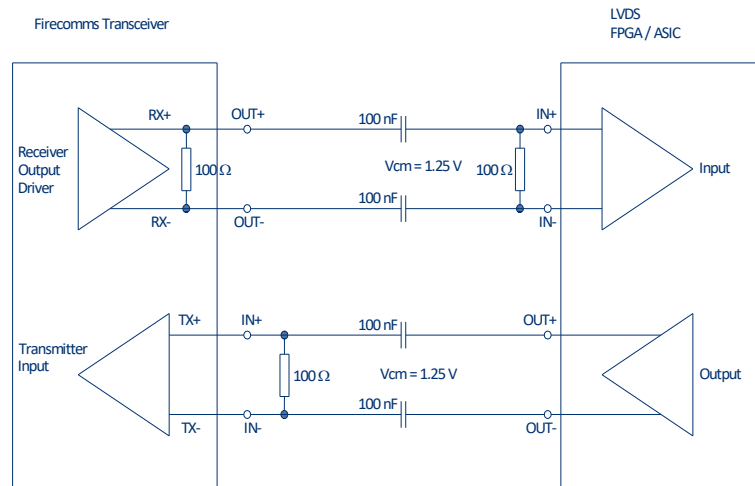 Firecomms Transceiver
LVDS
FPGA / ASIC
RX+
OUT+
100 nF
IN+
Receiver
Output
Driver
100 Ω
Vcm = 1.25 V
100 Ω
Input
100 nF
RX-
OUT-
IN-
TX+
IN+
100 nF
OUT+
Transmitter
Input
100 Ω
Vcm = 1.25 V
Output
100 nF
TX-
IN-
OUT-